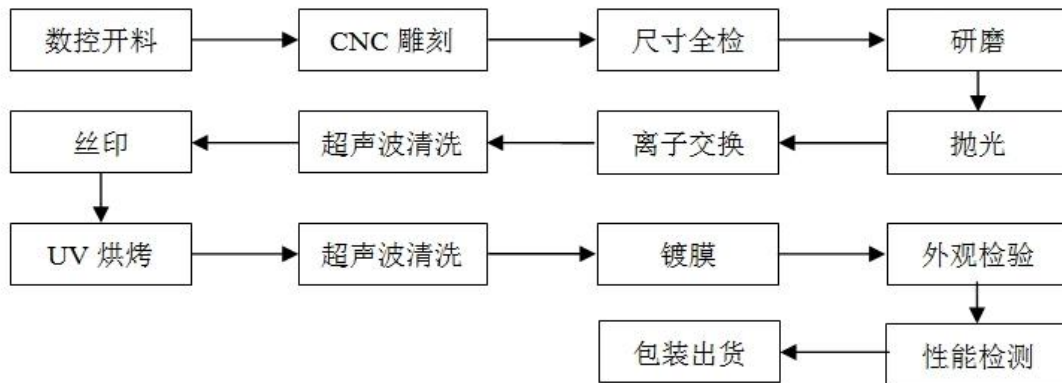 数控开料
CNC 雕刻
尺寸全检
研磨
抛光
离子交换
超声波清洗
丝印
UV 烘烤
超声波清洗
镀膜
外观检验
性能检测
包装出货